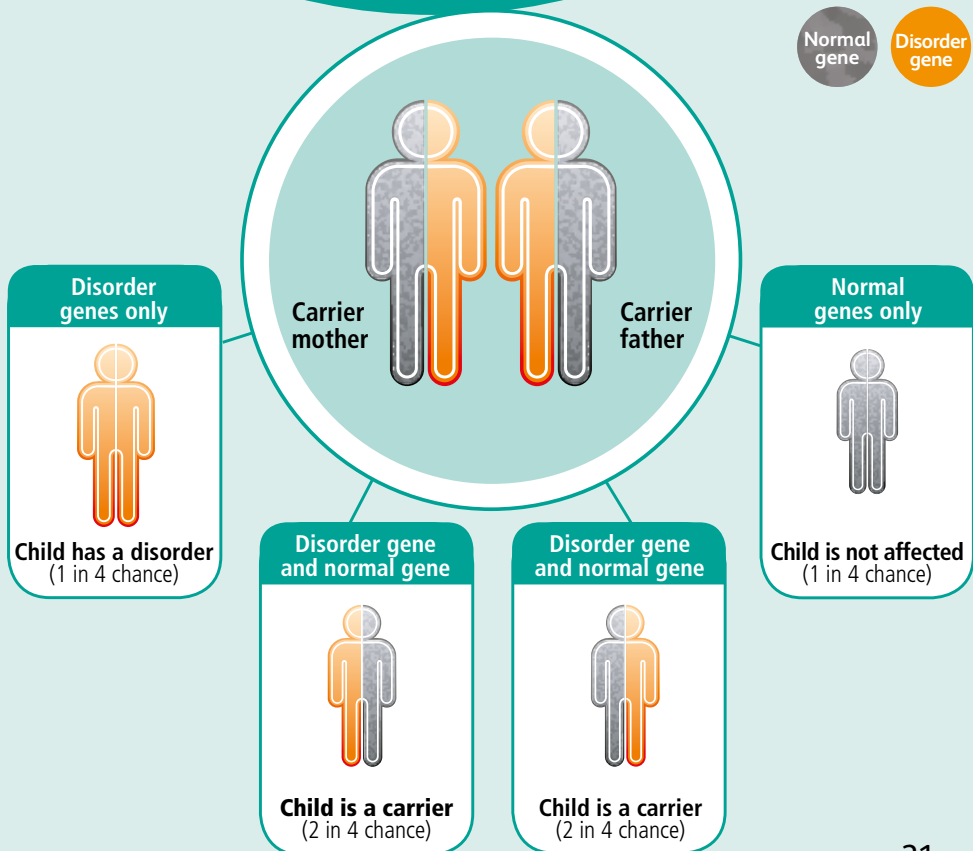 Normal
gene
Disorder
gene
Carrier
mother
Carrier
father
Disorder
genes only
Child has a disorder
(1 in 4 chance)
Normal
genes only
Child is not affected
(1 in 4 chance)
Disorder gene
and normal gene
Child is a carrier
(2 in 4 chance)
Disorder gene
and normal gene
Child is a carrier
(2 in 4 chance)